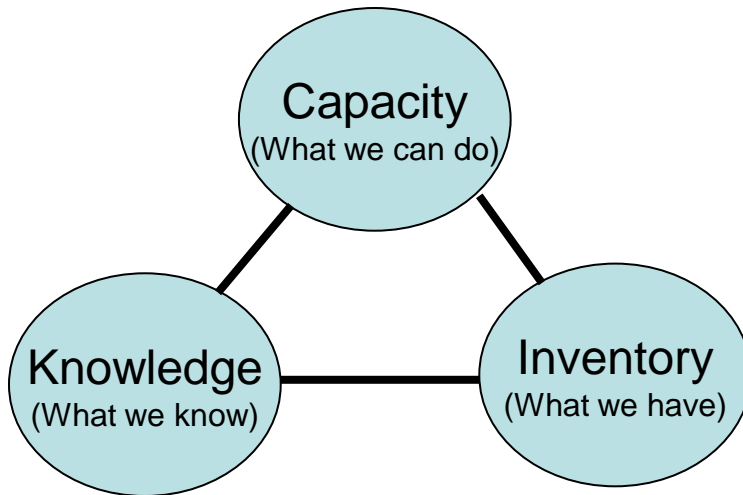 Capacity
(What we can do)
Knowledge
(What we know)
Inventory
(What we have)